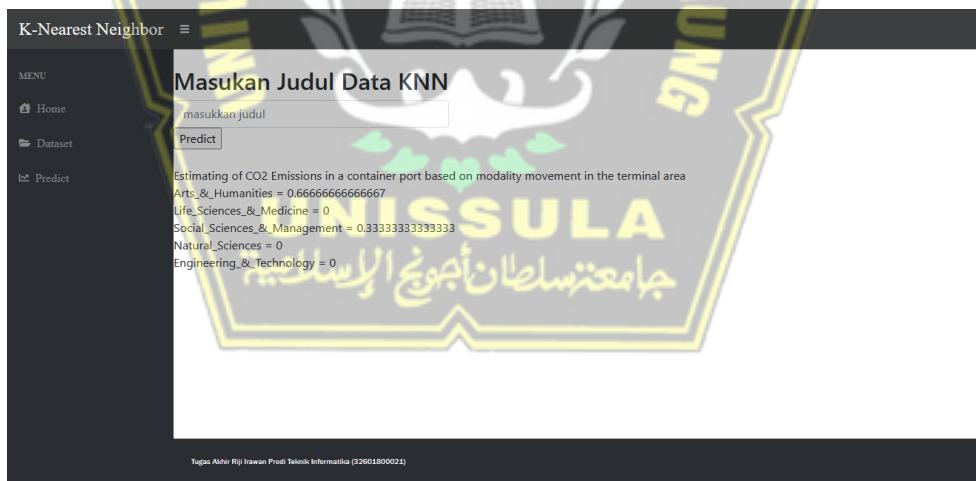 K-Nearest Neighbor
MENU
Home
Dataset
Predict
Masukan Judul Data KNN
masukkan judul
Predict
Estimating of CO2 Emissions in a container port based on modality movement in the terminal area
Arts_&_Humanities = 0.66666666666667
Life_Sciences_&_Medicine = 0
Social_Sciences_&_Management = 0.33333333333333
Natural_Sciences = 0
Engineering_&_Technology = 0
UNISSULA
جامعة سلطان أجونج الإسلامية
Tugas Akhir Riji Irawan Prodi Teknik Informatika (32601800021)
UNG